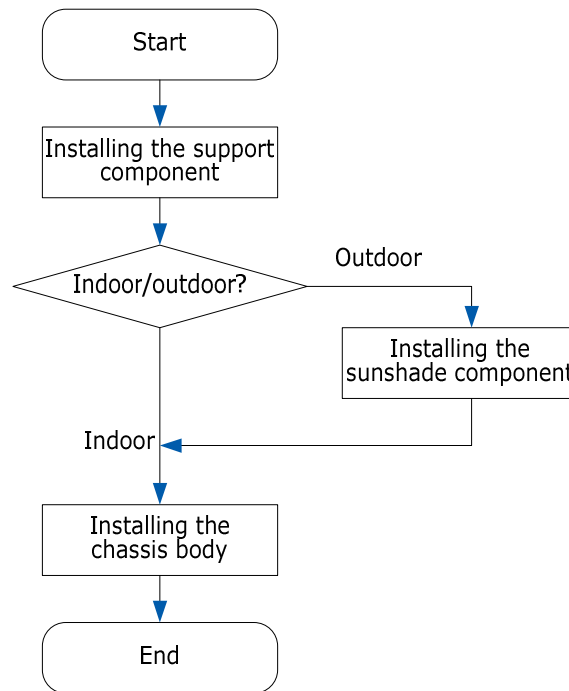 Start
Installing the support
component
Indoor/outdoor?
Outdoor
Installing the
sunshade component
Indoor
Installing the
chassis body
End